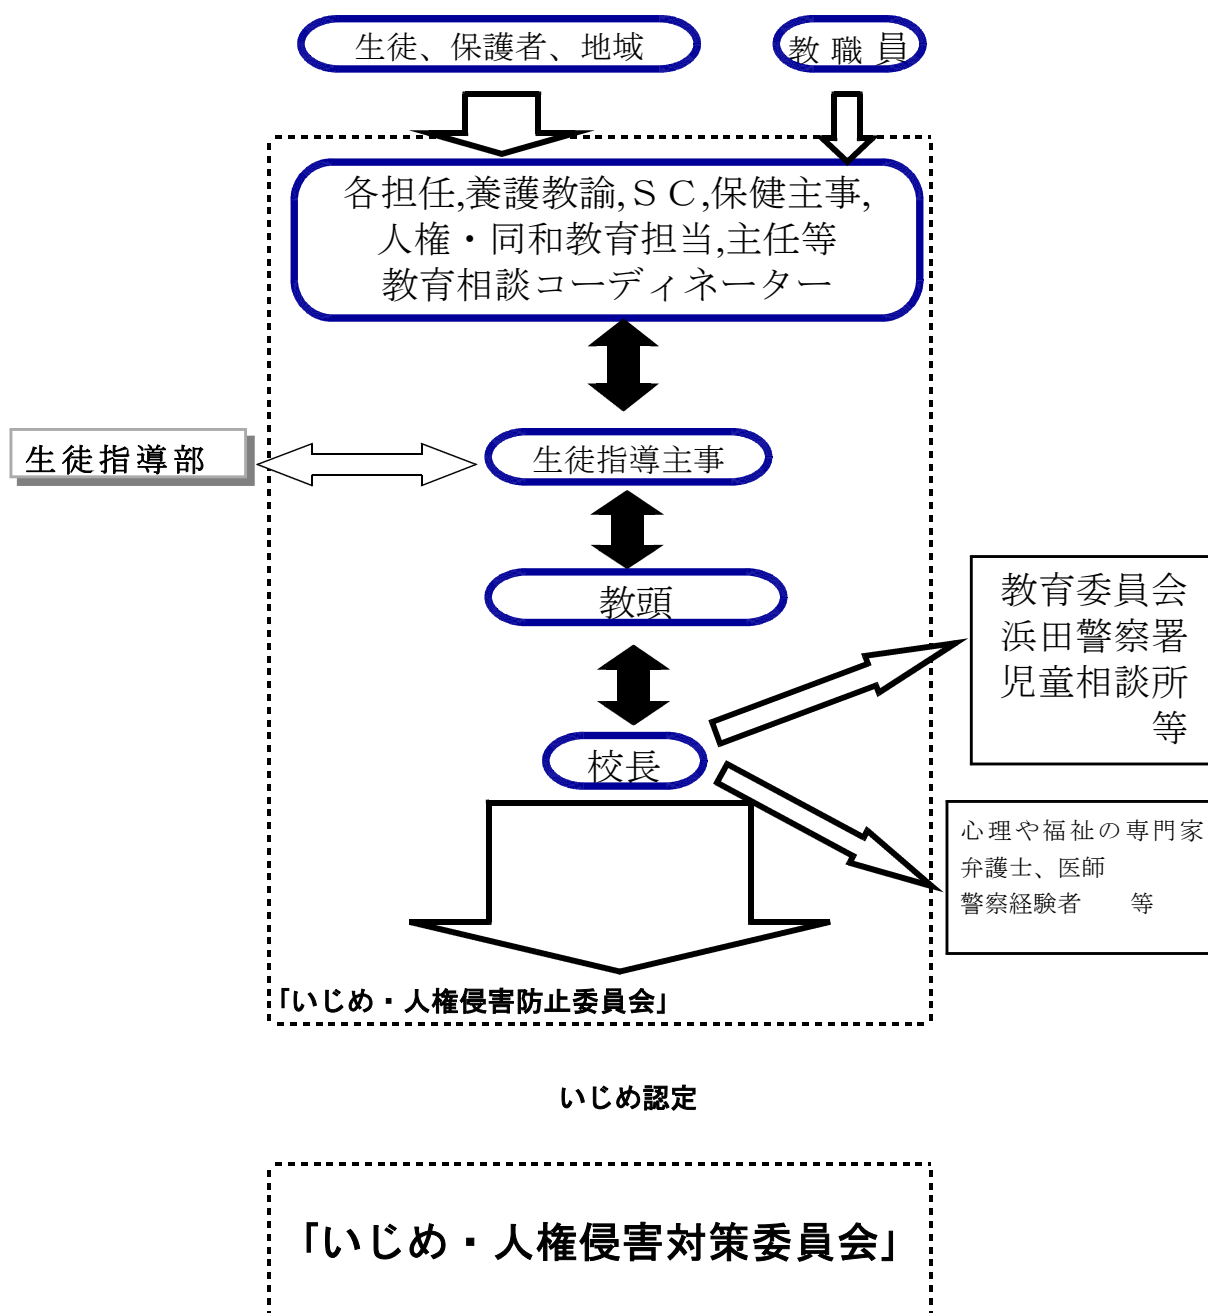 生徒、保護者、地域
教職員
各担任,養護教諭,ＳＣ,保健主事,
人権・同和教育担当,主任等
教育相談コーディネーター
生徒指導部
生徒指導主事
教頭
教育委員会
浜田警察署
児童相談所
等
校長
心理や福祉の専門家
弁護士、医師
警察経験者　　等
「いじめ・人権侵害防止委員会」
いじめ認定
「いじめ・人権侵害対策委員会」